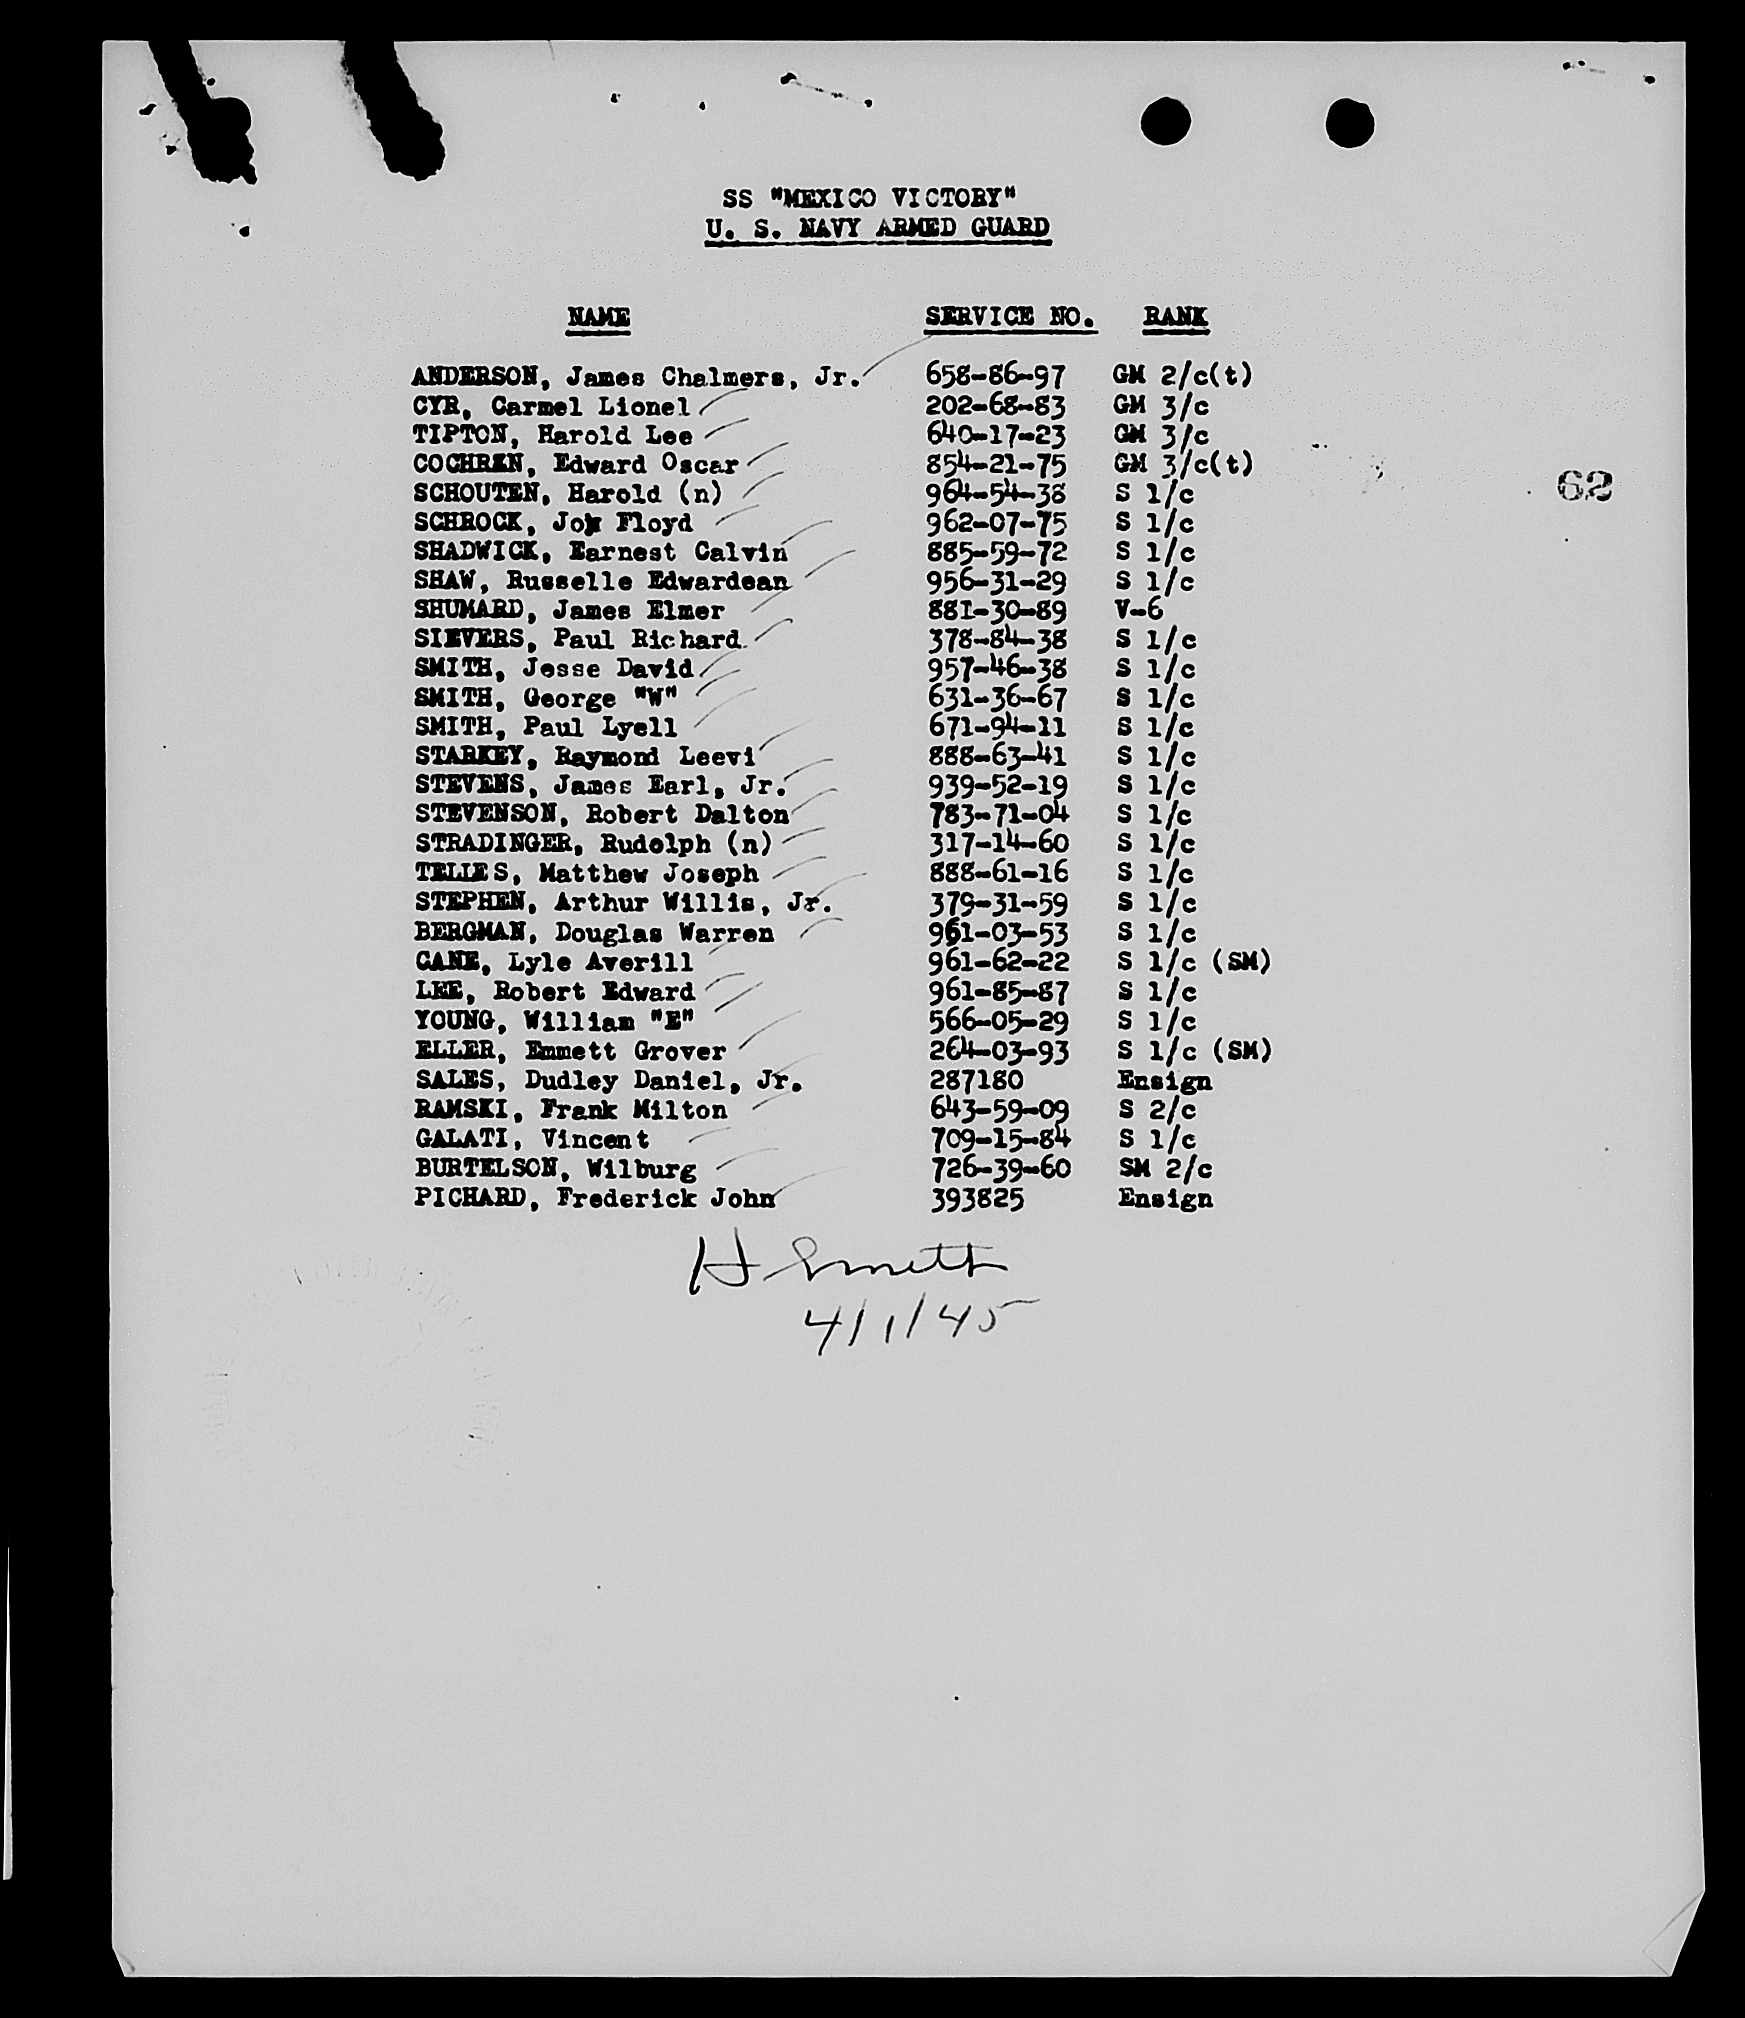 SS "MEXICO VICTORY"
U. S. NAVY ARMED GUARD
NAME SERVICE NO. RANK
ANDERSON, James Chalmers, Jr. 658-86-97 GM 2/c(t)
CYR, Carmel Lionel 202-68-83 GM 3/c
TIPTON, Harold Lee 640-17-23 GM 3/c
COCHREN, Edward Oscar 854-21-75 GM 3/c(t)
62
SCHOUTEN, Harold (n) 964-54-38 S 1/c
SCHROCK, Floyd 962-07-75 S 1/c
SHADWICK, Earnest Calvin 885-59-72 S 1/c
SHAW, Russelle Edwardean 956-31-29 S 1/c
SHUMARD, James Elmer 881-30-89 V-6
SIEVERS, Paul Richard 378-84-38 S 1/c
SMITH, Jesse David 957-46-38 S 1/c
SMITH, George "W" 631-36-67 S 1/c
SMITH, Paul Lyell 671-94-11 S 1/c
STARKEY, Raymond Leevi 888-63-41 S 1/c
STEVENS, James Earl, Jr. 939-52-19 S 1/c
STEVENSON, Robert Dalton 783-71-04 S 1/c
STRADINGER, Rudolph (n) 317-14-60 S 1/c
TELLES, Matthew Joseph 888-61-16 S 1/c
STEPHEN, Arthur Willis, Jr. 379-31-59 S 1/c
BERGMAN, Douglas Warren 961-03-53 S 1/c
CANE, Lyle Averill 961-62-22 S 1/c (SM)
LEE, Robert Edward 961-85-87 S 1/c
YOUNG, William "E" 566-05-29 S 1/c
ELLER, Emmett Grover 264-03-93 S 1/c (SM)
SALES, Dudley Daniel, Jr. 287180 Ensign
RAMSKI, Frank Milton 643-59-09 S 2/c
GALATI, Vincent 709-15-84 S 1/c
BURTELSON, Wilburg 726-39-60 SM 2/c
PICHARD, Frederick John 393825 Ensign
H Smith
4/1/45